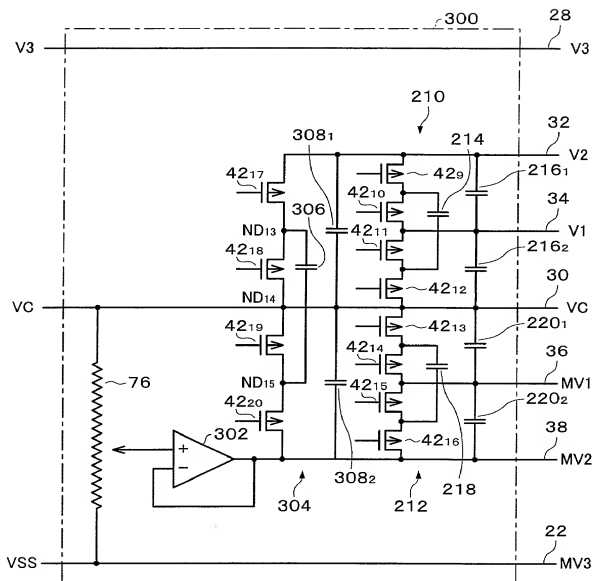 300
28
V3
V3
210
308₁
214
32
V2
42₁₇
42₉
216₁
42₁₀
34
306
ND₁₃
42₁₁
V1
42₁₈
216₂
42₁₂
30
ND₁₄
VC
VC
42₁₃
220₁
42₁₉
42₁₄
36
76
ND₁₅
42₁₅
MV1
220₂
42₂₀
38
302
42₁₆
+
−
MV2
304
308₂
212
218
22
VSS
MV3